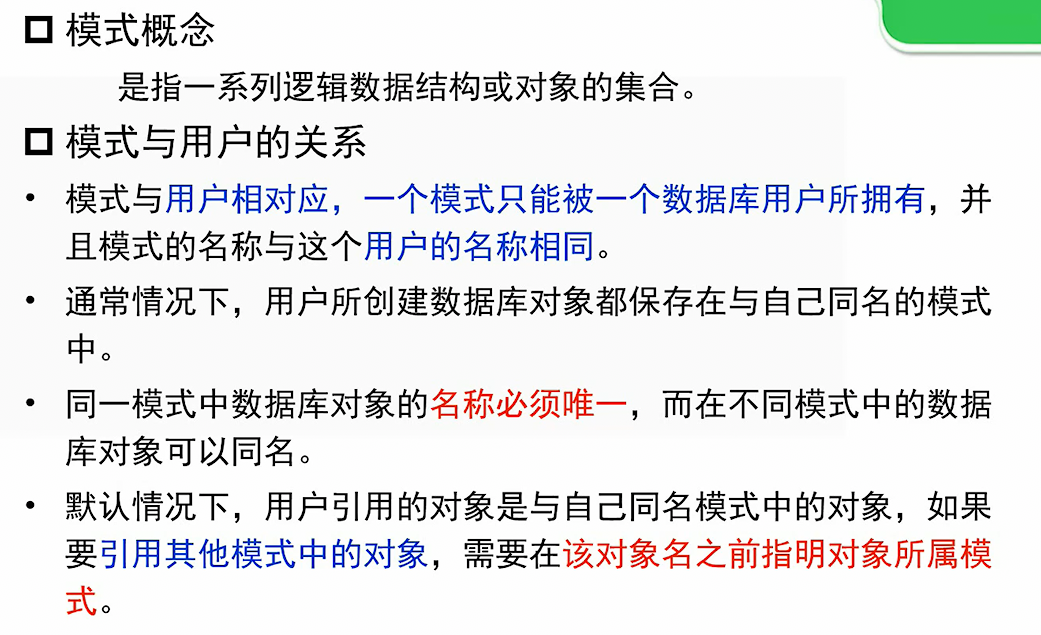 模式概念
是指一系列逻辑数据结构或对象的集合。
模式与用户的关系
• 模式与用户相对应，一个模式只能被一个数据库用户所拥有，并
且模式的名称与这个用户的名称相同。
• 通常情况下，用户所创建数据库对象都保存在与自己同名的模式
中。
• 同一模式中数据库对象的名称必须唯一，而在不同模式中的数据
库对象可以同名。
• 默认情况下，用户引用的对象是与自己同名模式中的对象，如果
要引用其他模式中的对象，需要在该对象名之前指明对象所属模
式。